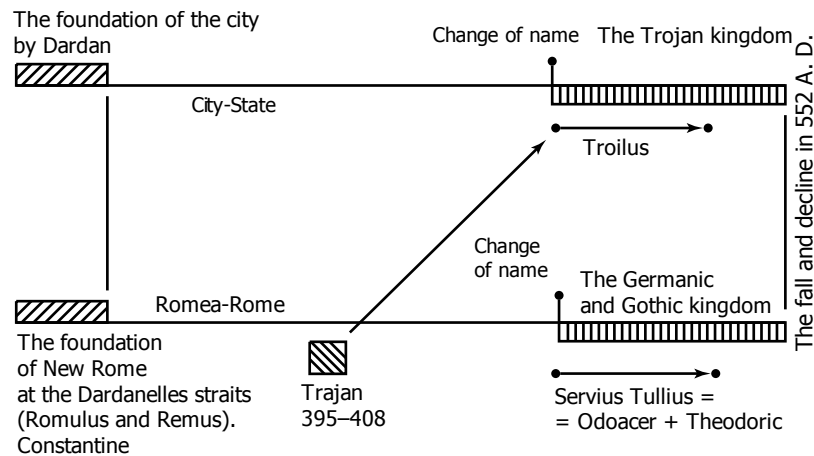 The foundation of the city
by Dardan
Change of name
The Trojan kingdom
City-State
Troilus
The fall and decline in 552 A. D.
Change
of name
Romea-Rome
The Germanic
and Gothic kingdom
The foundation
of New Rome
at the Dardanelles straits
(Romulus and Remus).
Constantine
Trajan
395–408
Servius Tullius =
= Odoacer + Theodoric